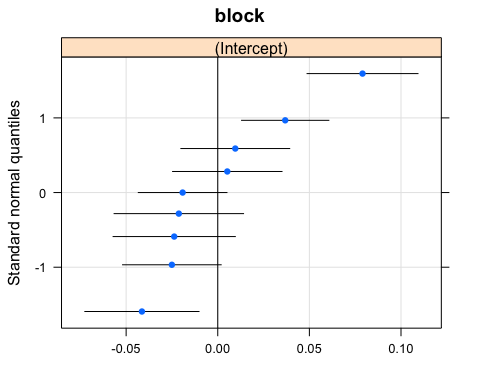 block
(Intercept)
Standard normal quantiles
1
0
-1
-0.05 0.00 0.05 0.10